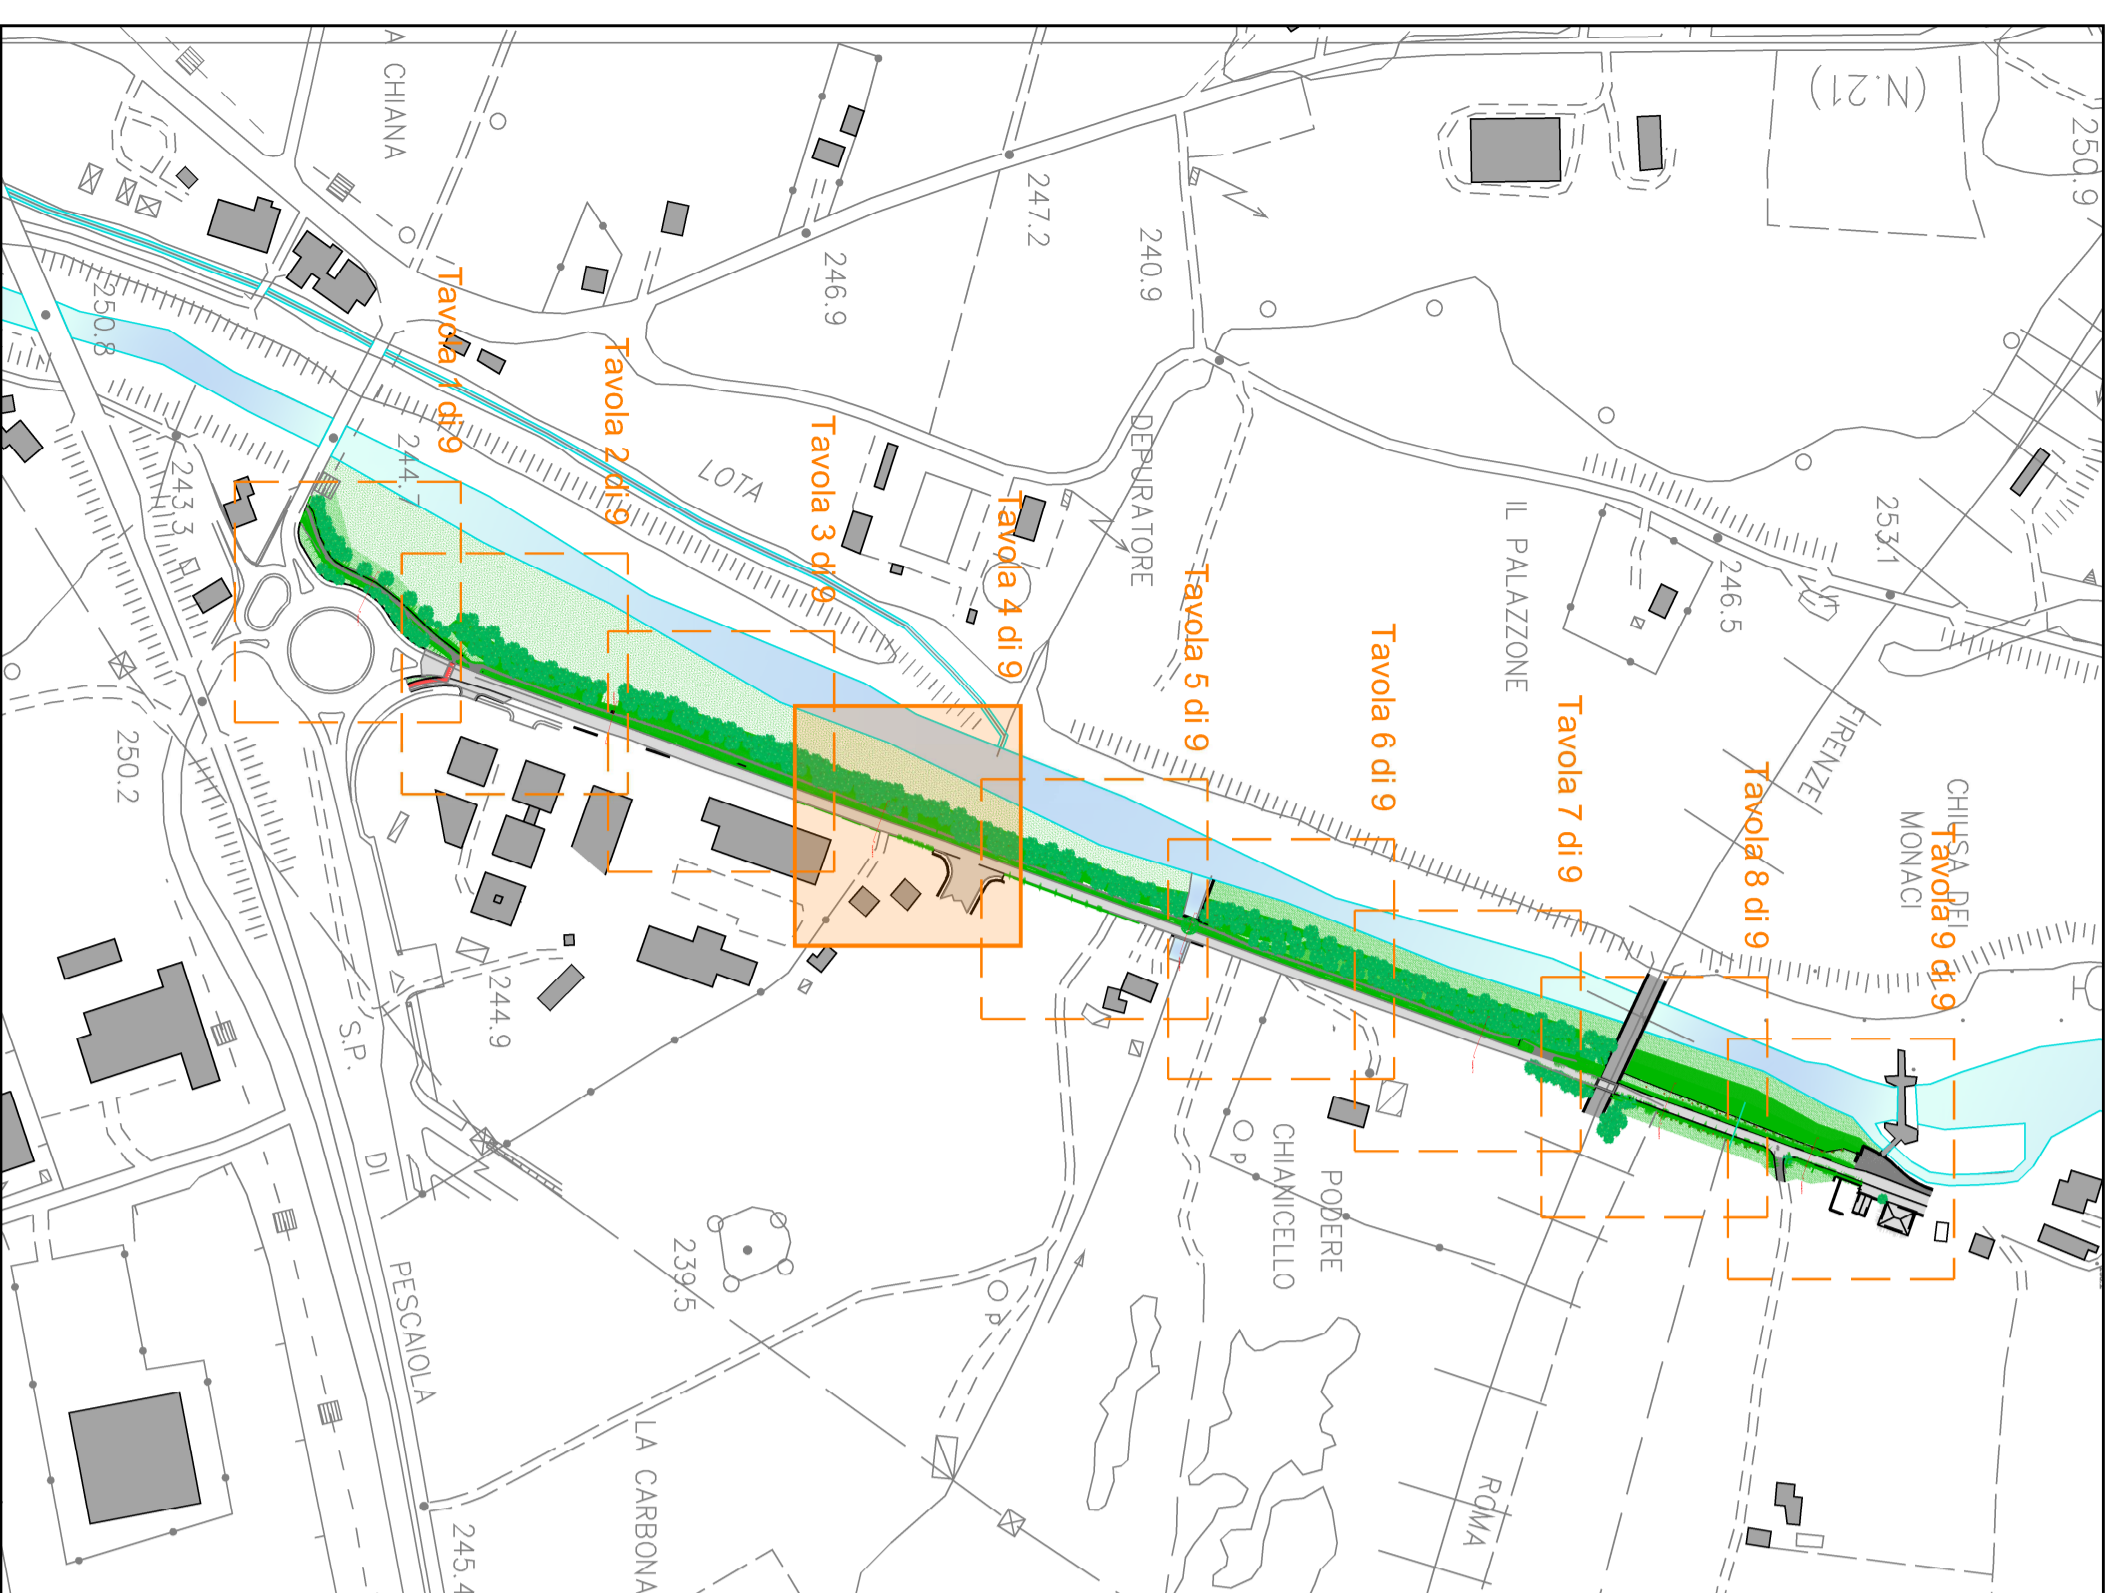 A CHIANA
(N.21)
250.9
247.2
240.9
246.9
250.8
Tavola 1 di 9
Tavola 2 di 9
Tavola 3 di 9
Tavola 4 di 9
Tavola 5 di 9
Tavola 6 di 9
Tavola 7 di 9
Tavola 8 di 9
Tavola 9 di 9
244.
243.3
LOTA
DEPURATORE
IL PALAZZONE
253.1
246.5
FIRENZE
CHIUSA DEI
MONACI
250.2
244.9
S.P.
DI
PESCAIOLA
239.5
p
p
PODERE
CHIANICELLO
ROMA
LA CARBONA
245.4